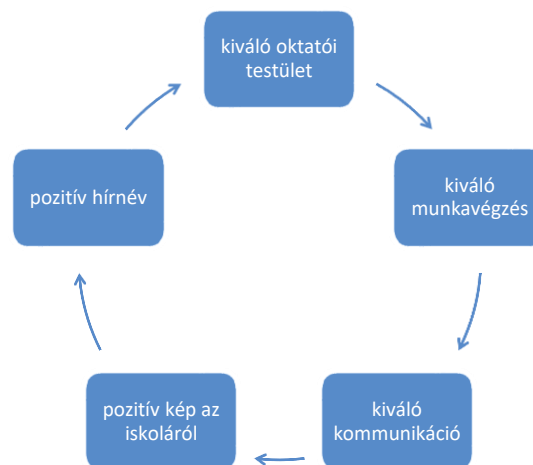 kiváló oktatói
testület
kiváló
munkavégzés
kiváló
kommunikáció
pozitív kép az
iskoláról
pozitív hírnév